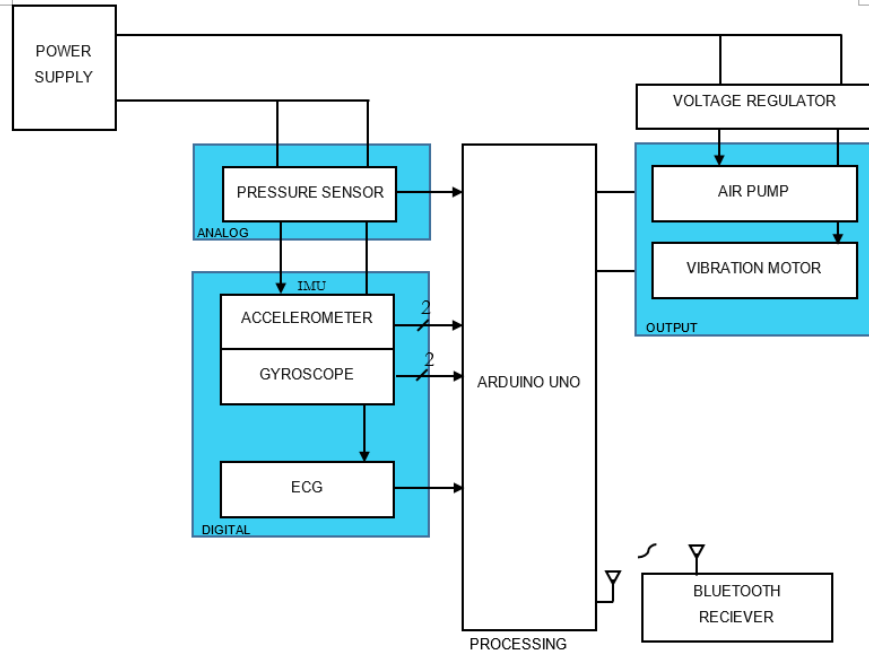 POWER
SUPPLY
VOLTAGE REGULATOR
PRESSURE SENSOR
ANALOG
AIR PUMP
VIBRATION MOTOR
OUTPUT
IMU
ACCELEROMETER
2
GYROSCOPE
2
ARDUINO UNO
ECG
DIGITAL
BLUETOOTH
RECIEVER
PROCESSING